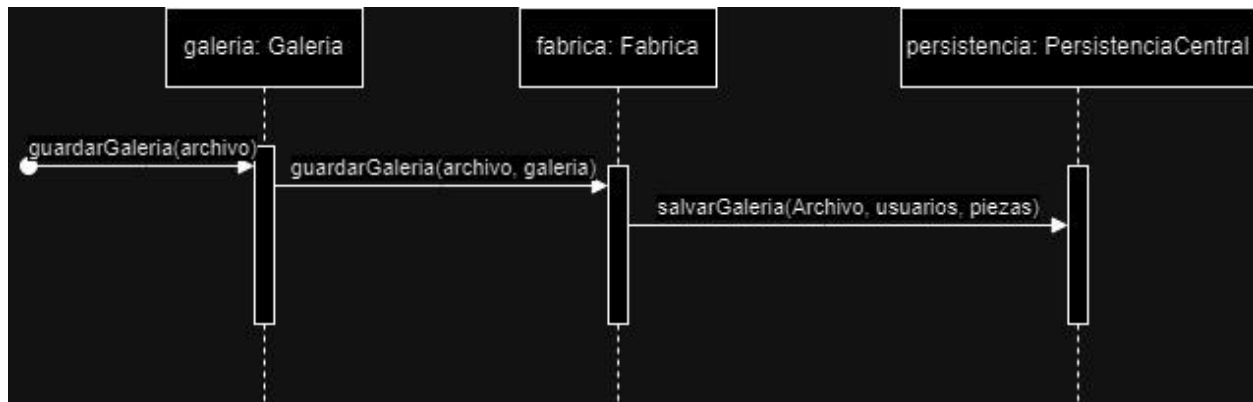 galeria: Galeria
fabrica: Fabrica
persistencia: PersistenciaCentral
guardarGaleria(archivo)
guardarGaleria(archivo, galeria)
salvarGaleria(Archivo, usuarios, piezas)